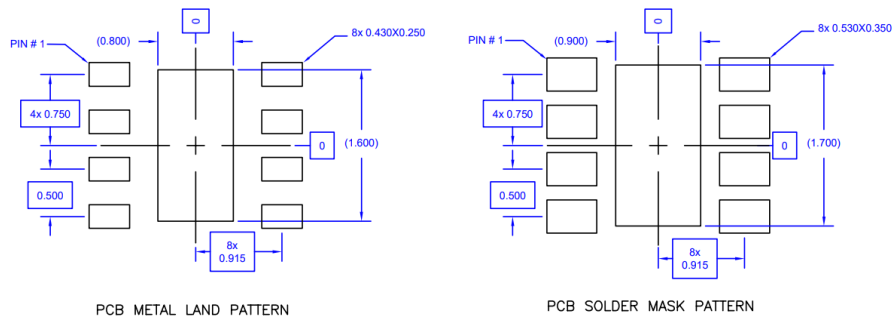 0
PIN # 1
(0.800)
8x 0.430X0.250
4x 0.750
0
(1.600)
0.500
8x
0.915
PCB METAL LAND PATTERN
0
PIN # 1
(0.900)
8x 0.530X0.350
4x 0.750
0
(1.700)
0.500
8x
0.915
PCB SOLDER MASK PATTERN